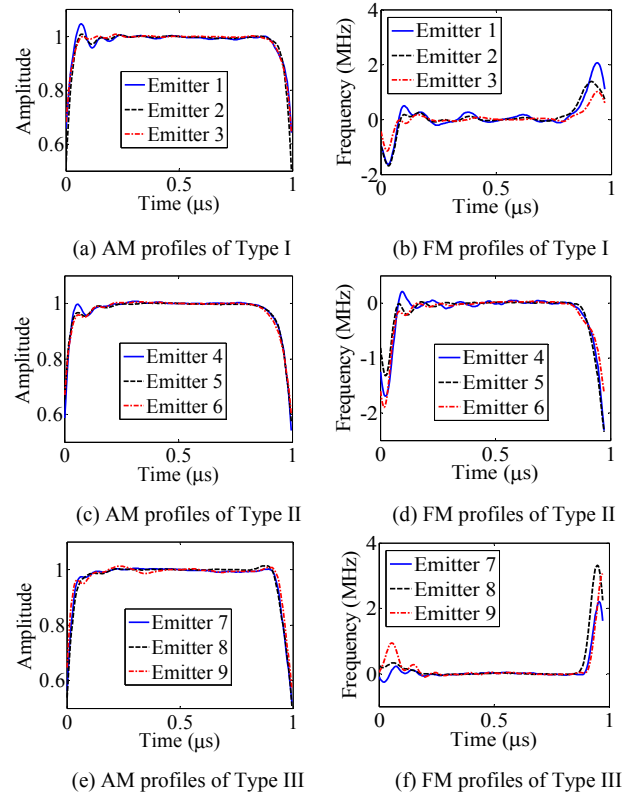 Amplitude
1
0.8
0.6
0
0.5
1
Emitter 1
Emitter 2
Emitter 3
Time (μs)
(a) AM profiles of Type I
Frequency (MHz)
4
2
0
-2
0
0.5
1
Emitter 1
Emitter 2
Emitter 3
Time (μs)
(b) FM profiles of Type I
Amplitude
1
0.8
0.6
0
0.5
1
Emitter 4
Emitter 5
Emitter 6
Time (μs)
(c) AM profiles of Type II
Frequency (MHz)
0
-1
-2
0
0.5
1
Emitter 4
Emitter 5
Emitter 6
Time (μs)
(d) FM profiles of Type II
Amplitude
1
0.8
0.6
0
0.5
1
Emitter 7
Emitter 8
Emitter 9
Time (μs)
(e) AM profiles of Type III
Frequency (MHz)
4
2
0
0
0.5
1
Emitter 7
Emitter 8
Emitter 9
Time (μs)
(f) FM profiles of Type III